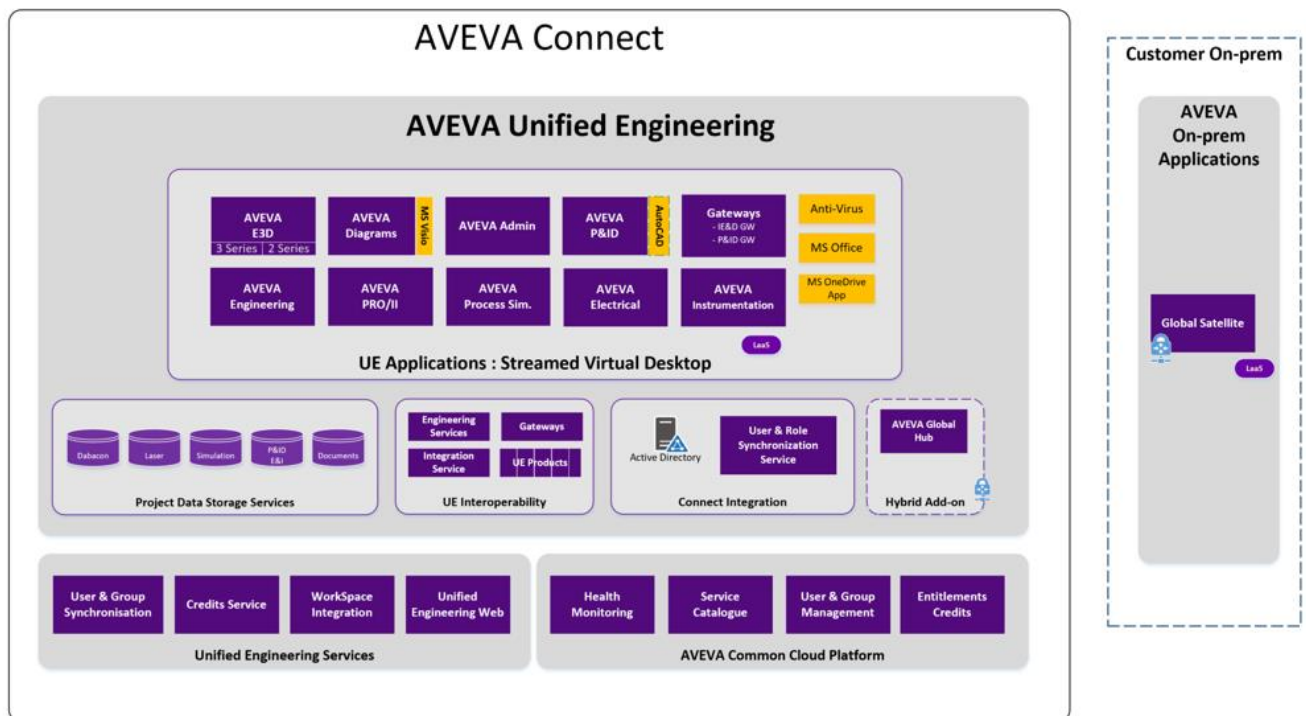 AVEVA Connect
AVEVA Unified Engineering
AVEVA
E3D
3 Series | 2 Series
AVEVA
Diagrams
MS Visio
AVEVA Admin
AVEVA
P&ID
AutoCAD
Gateways
- IE&D GW
- P&ID GW
Anti-Virus
MS Office
MS OneDrive
App
AVEVA
Engineering
AVEVA
PRO/II
AVEVA
Process Sim.
AVEVA
Electrical
AVEVA
Instrumentation
LaaS
UE Applications : Streamed Virtual Desktop
Dabacon
Laser
Simulation
P&ID
E&I
Documents
Project Data Storage Services
Engineering
Services
Gateways
Integration
Service
UE Products
UE Interoperability
Active Directory
User & Role
Synchronization
Service
Connect Integration
AVEVA Global
Hub
Hybrid Add-on
User & Group
Synchronisation
Credits Service
WorkSpace
Integration
Unified
Engineering Web
Unified Engineering Services
Health
Monitoring
Service
Catalogue
User & Group
Management
Entitlements
Credits
AVEVA Common Cloud Platform
Customer On-prem
AVEVA
On-prem
Applications
Global Satellite
LaaS